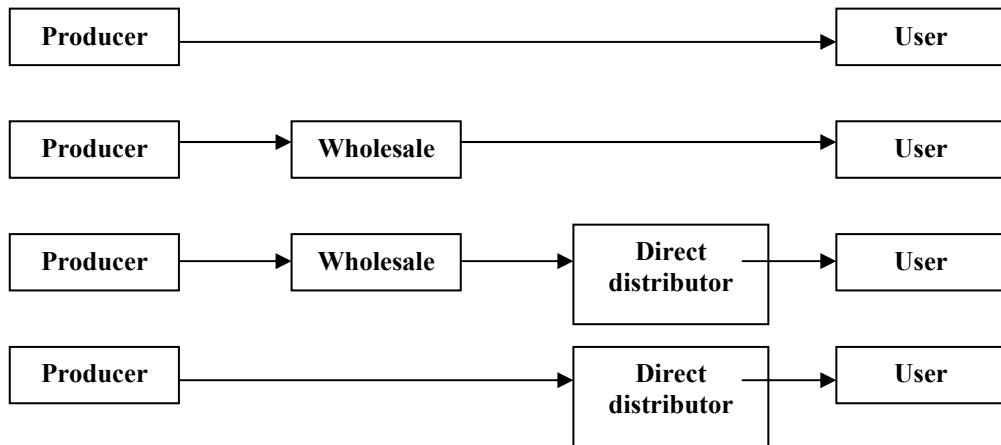 Producer
User
Producer
Wholesale
User
Producer
Wholesale
Direct
distributor
User
Producer
Direct
distributor
User